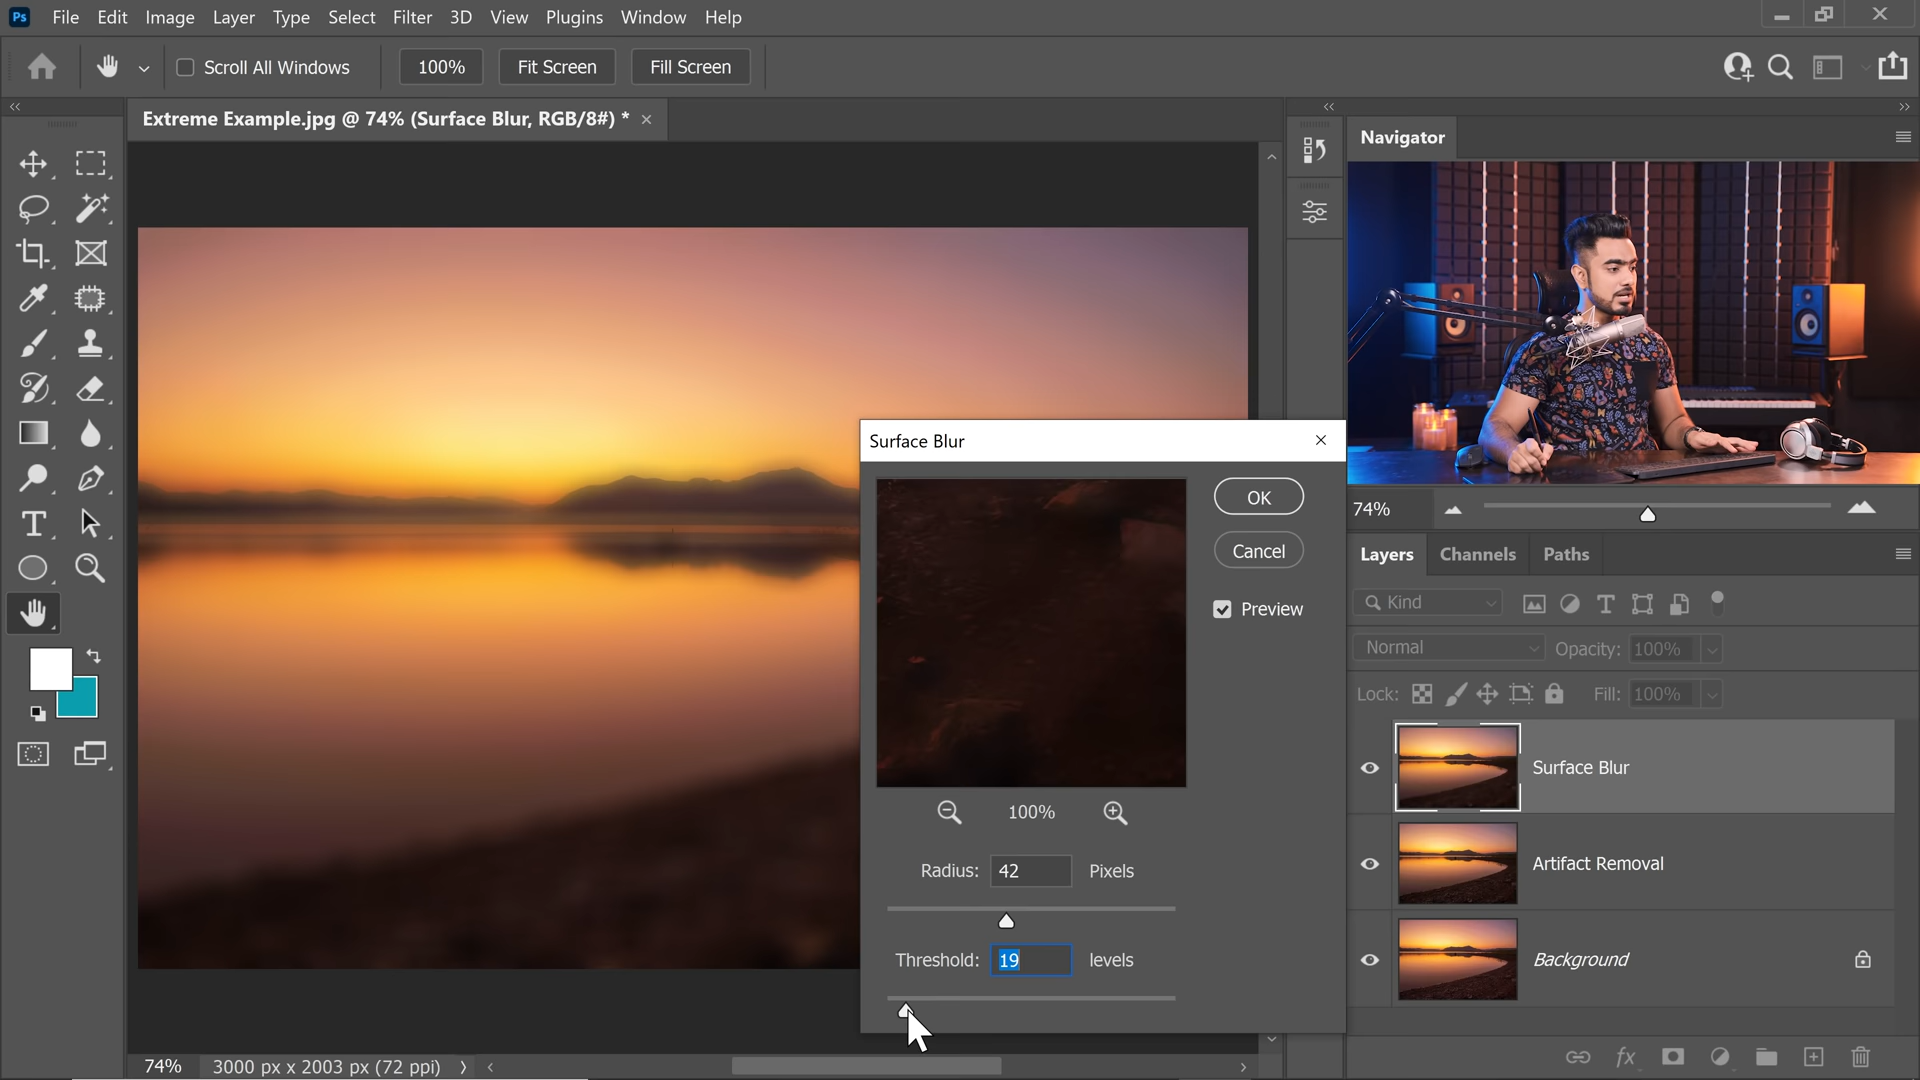 Ps File Edit Image Layer Type Select Filter 3D View Plugins Window Help
Scroll All Windows 100% Fit Screen Fill Screen
Extreme Example.jpg @ 74% (Surface Blur, RGB/8#) * ×
Navigator
74%
Surface Blur
OK
Cancel
Preview
100%
Radius: 42 Pixels
Threshold: 19 levels
Layers Channels Paths
Kind
Normal Opacity: 100%
Lock: Fill: 100%
Surface Blur
Artifact Removal
Background
74% 3000 px x 2003 px (72 ppi)